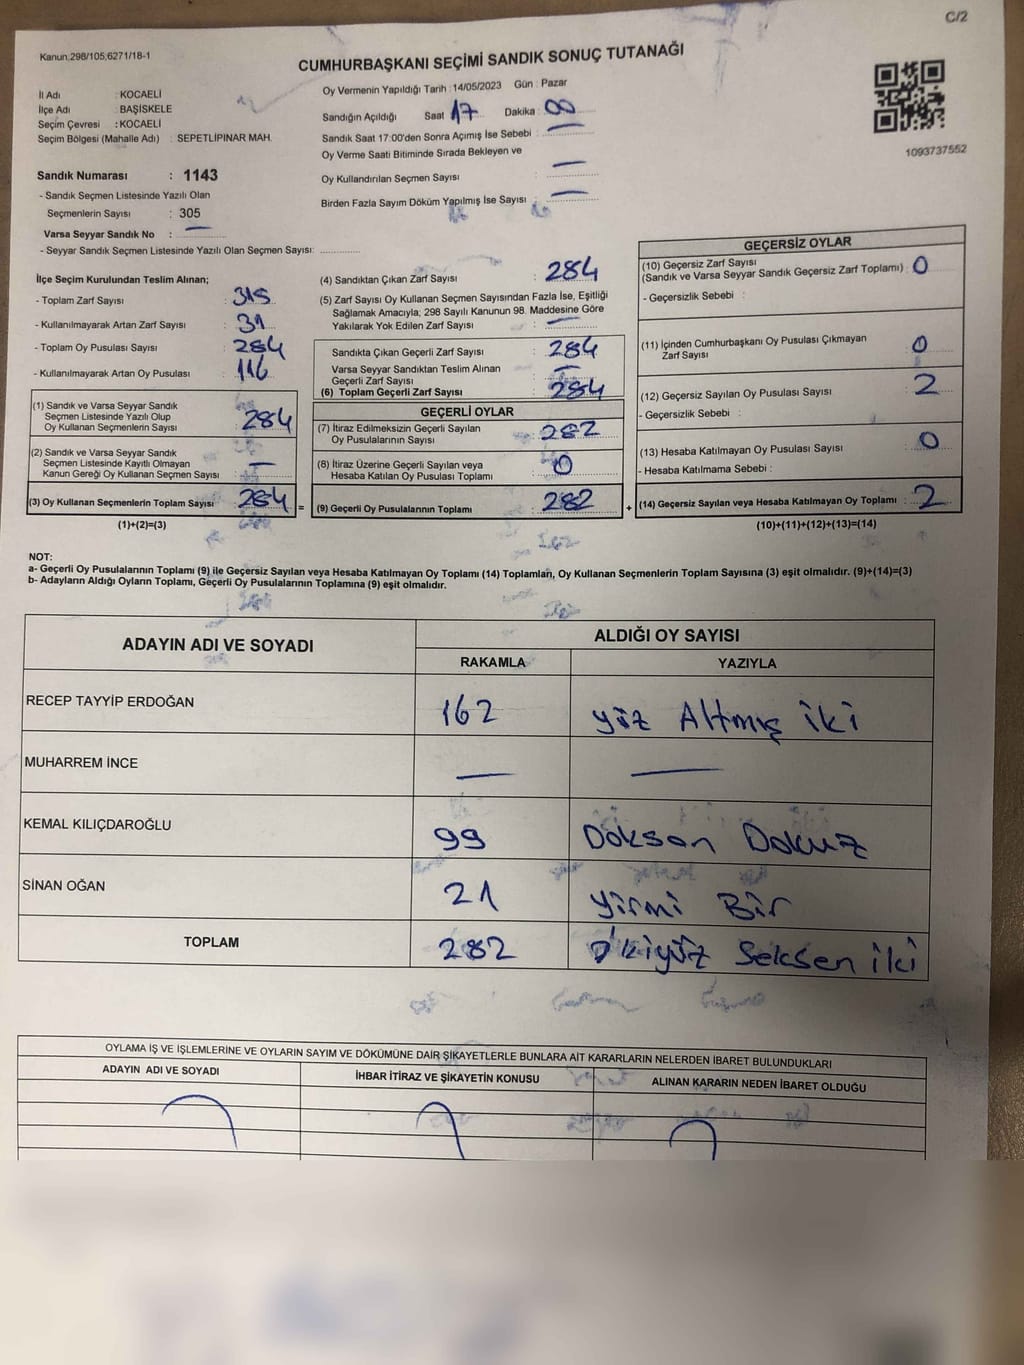 C/2
Kanun.298/105,6271/18-1
CUMHURBAŞKANI SEÇİMİ SANDIK SONUÇ TUTANAĞI
İl Adı : KOCAELİ
İlçe Adı : BAŞİSKELE
Seçim Çevresi : KOCAELİ
Seçim Bölgesi (Mahalle Adı) : SEPETLİPINAR MAH.
Sandık Numarası : 1143
- Sandık Seçmen Listesinde Yazılı Olan
Seçmenlerin Sayısı : 305
Varsa Seyyar Sandık No : —
- Seyyar Sandık Seçmen Listesinde Yazılı Olan Seçmen Sayısı: ............
Oy Vermenin Yapıldığı Tarih : 14/05/2023 Gün : Pazar
Sandığın Açıldığı Saat 17 Dakika : 00
Sandık Saat 17:00'den Sonra Açımış İse Sebebi : —
Oy Verme Saati Bitiminde Sırada Bekleyen ve
Oy Kullandırılan Seçmen Sayısı : —
Birden Fazla Sayım Döküm Yapılmış İse Sayısı : —
1093737552
İlçe Seçim Kurulundan Teslim Alınan;
- Toplam Zarf Sayısı : 315
- Kullanılmayarak Artan Zarf Sayısı : 31
- Toplam Oy Pusulası Sayısı : 284
- Kullanılmayarak Artan Oy Pusulası : 116
(1) Sandık ve Varsa Seyyar Sandık
Seçmen Listesinde Yazılı Olup
Oy Kullanan Seçmenlerin Sayısı : 284
(2) Sandık ve Varsa Seyyar Sandık
Seçmen Listesinde Kayıtlı Olmayan
Kanun Gereği Oy Kullanan Seçmen Sayısı : —
(3) Oy Kullanan Seçmenlerin Toplam Sayısı : 284 =
(1)+(2)=(3)
(4) Sandıktan Çıkan Zarf Sayısı : 284
(5) Zarf Sayısı Oy Kullanan Seçmen Sayısından Fazla İse, Eşitliği
Sağlamak Amacıyla; 298 Sayılı Kanunun 98. Maddesine Göre
Yakılarak Yok Edilen Zarf Sayısı : —
Sandıkta Çıkan Geçerli Zarf Sayısı : 284
Varsa Seyyar Sandıktan Teslim Alınan
Geçerli Zarf Sayısı : —
(6) Toplam Geçerli Zarf Sayısı : 284
GEÇERLİ OYLAR
(7) İtiraz Edilmeksizin Geçerli Sayılan
Oy Pusulalarının Sayısı : 282
(8) İtiraz Üzerine Geçerli Sayılan veya
Hesaba Katılan Oy Pusulası Toplamı : 0
(9) Geçerli Oy Pusulalarının Toplamı : 282 +
GEÇERSİZ OYLAR
(10) Geçersiz Zarf Sayısı
(Sandık ve Varsa Seyyar Sandık Geçersiz Zarf Toplamı) : 0
- Geçersizlik Sebebi :
(11) İçinden Cumhurbaşkanı Oy Pusulası Çıkmayan
Zarf Sayısı : 0
(12) Geçersiz Sayılan Oy Pusulası Sayısı : 2
- Geçersizlik Sebebi :
(13) Hesaba Katılmayan Oy Pusulası Sayısı : 0
- Hesaba Katılmama Sebebi :
(14) Geçersiz Sayılan veya Hesaba Katılmayan Oy Toplamı : 2
(10)+(11)+(12)+(13)=(14)
NOT:
a- Geçerli Oy Pusulalarının Toplamı (9) ile Geçersiz Sayılan veya Hesaba Katılmayan Oy Toplamı (14) Toplamları, Oy Kullanan Seçmenlerin Toplam Sayısına (3) eşit olmalıdır. (9)+(14)=(3)
b- Adayların Aldığı Oyların Toplamı, Geçerli Oy Pusulalarının Toplamına (9) eşit olmalıdır.
ADAYIN ADI VE SOYADI ALDIĞI OY SAYISI
RAKAMLA YAZIYLA
RECEP TAYYİP ERDOĞAN 162 yüz Altmış iki
MUHARREM İNCE — —
KEMAL KILIÇDAROĞLU 99 Doksan Dokuz
SİNAN OĞAN 21 yirmi Bir
TOPLAM 282 ikiyüz Seksen iki
OYLAMA İŞ VE İŞLEMLERİNE VE OYLARIN SAYIM VE DÖKÜMÜNE DAİR ŞİKAYETLERLE BUNLARA AİT KARARLARIN NELERDEN İBARET BULUNDUKLARI
ADAYIN ADI VE SOYADI İHBAR İTİRAZ VE ŞİKAYETİN KONUSU ALINAN KARARIN NEDEN İBARET OLDUĞU